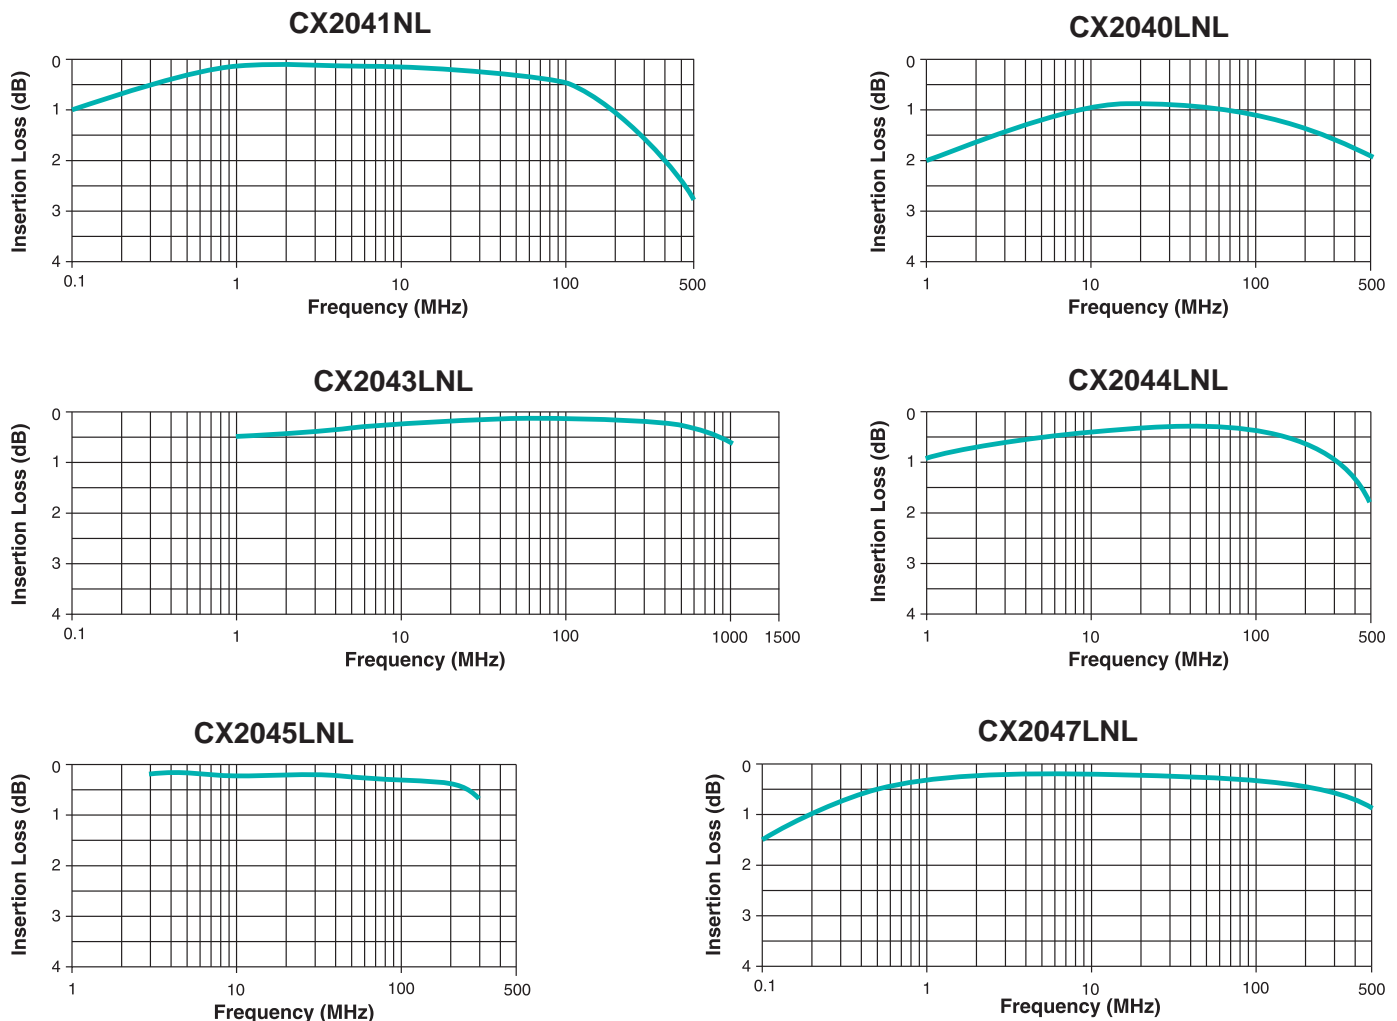 CX2041NL
Insertion Loss (dB)
0
1
2
3
4
0.1 1 10 100 500
Frequency (MHz)
CX2040LNL
Insertion Loss (dB)
0
1
2
3
4
1 10 100 500
Frequency (MHz)
CX2043LNL
Insertion Loss (dB)
0
1
2
3
4
0.1 1 10 100 1000 1500
Frequency (MHz)
CX2044LNL
Insertion Loss (dB)
0
1
2
3
4
1 10 100 500
Frequency (MHz)
CX2045LNL
Insertion Loss (dB)
0
1
2
3
4
1 10 100 500
Frequency (MHz)
CX2047LNL
Insertion Loss (dB)
0
1
2
3
4
0.1 1 10 100 500
Frequency (MHz)